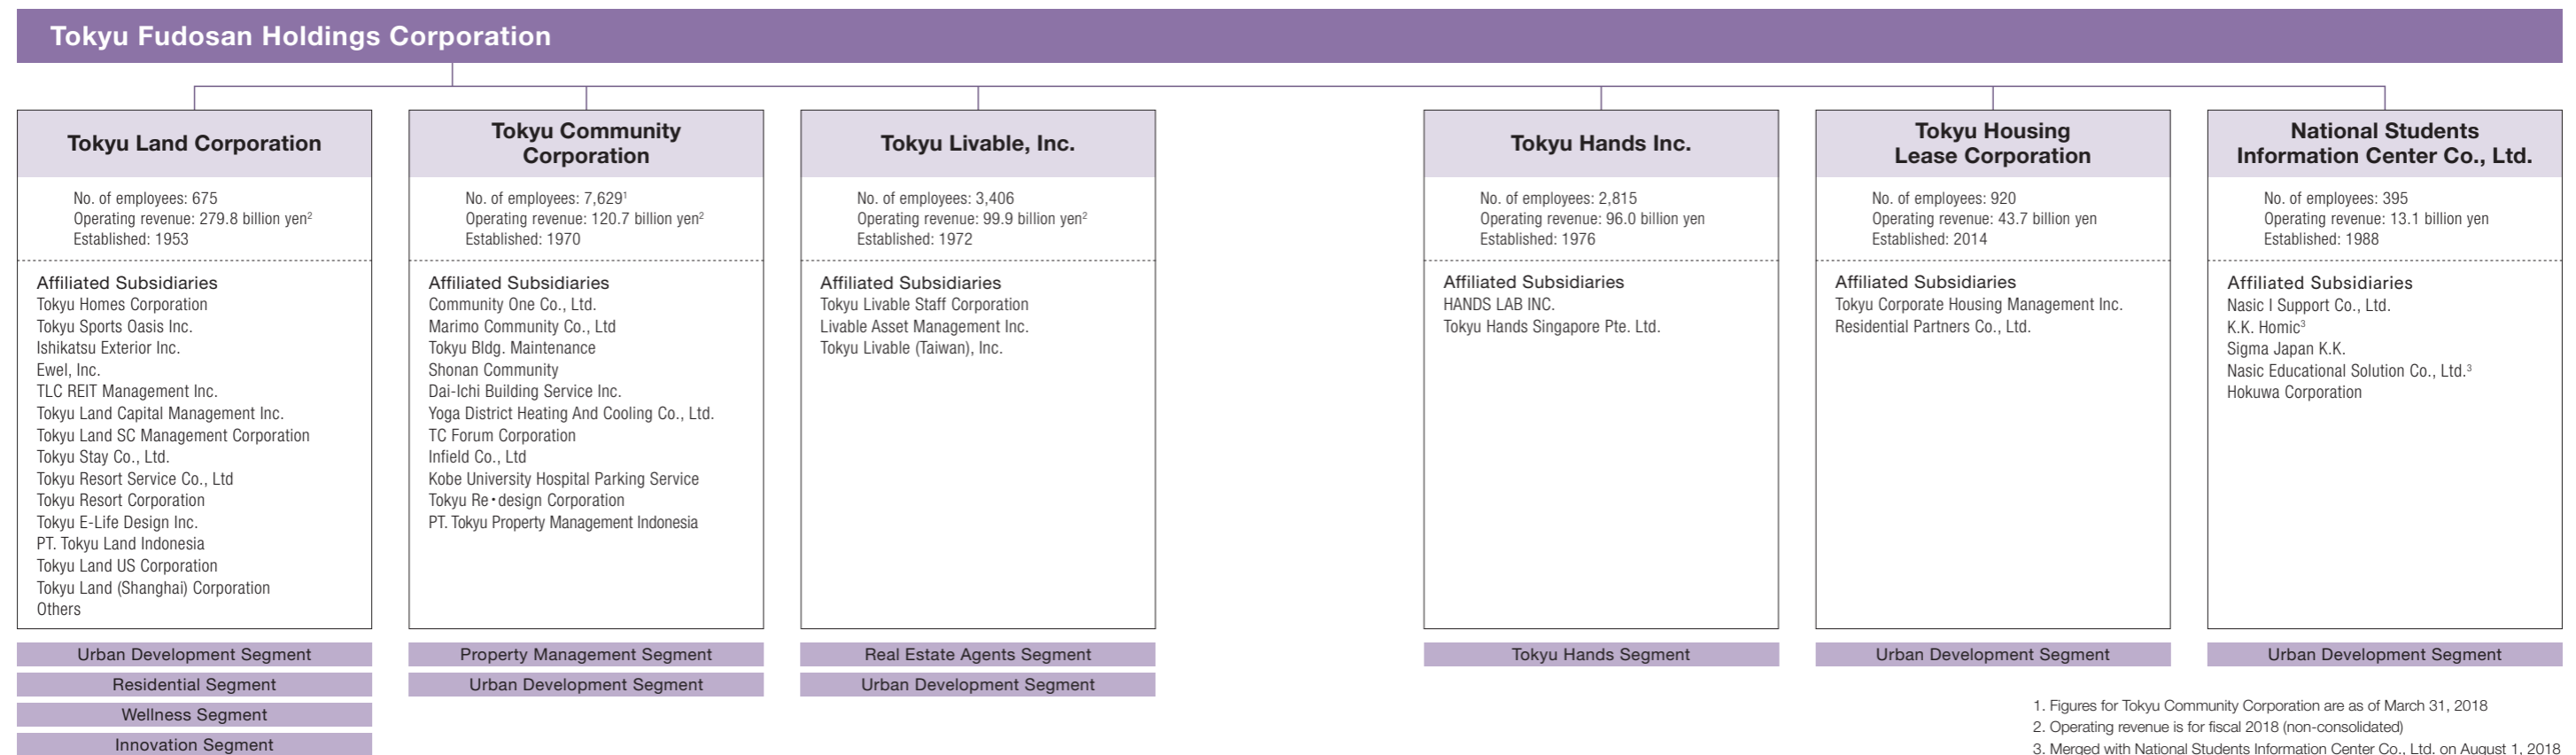 Tokyu Fudosan Holdings Corporation
Tokyu Land Corporation
No. of employees: 675
Operating revenue: 279.8 billion yen2
Established: 1953
Affiliated Subsidiaries
Tokyu Homes Corporation
Tokyu Sports Oasis Inc.
Ishikatsu Exterior Inc.
Ewel, Inc.
TLC REIT Management Inc.
Tokyu Land Capital Management Inc.
Tokyu Land SC Management Corporation
Tokyu Stay Co., Ltd.
Tokyu Resort Service Co., Ltd
Tokyu Resort Corporation
Tokyu E-Life Design Inc.
PT. Tokyu Land Indonesia
Tokyu Land US Corporation
Tokyu Land (Shanghai) Corporation
Others
Urban Development Segment
Residential Segment
Wellness Segment
Innovation Segment
Tokyu Community
Corporation
No. of employees: 7,6291
Operating revenue: 120.7 billion yen2
Established: 1970
Affiliated Subsidiaries
Community One Co., Ltd.
Marimo Community Co., Ltd
Tokyu Bldg. Maintenance
Shonan Community
Dai-Ichi Building Service Inc.
Yoga District Heating And Cooling Co., Ltd.
TC Forum Corporation
Infield Co., Ltd
Kobe University Hospital Parking Service
Tokyu Re・design Corporation
PT. Tokyu Property Management Indonesia
Property Management Segment
Urban Development Segment
Tokyu Livable, Inc.
No. of employees: 3,406
Operating revenue: 99.9 billion yen2
Established: 1972
Affiliated Subsidiaries
Tokyu Livable Staff Corporation
Livable Asset Management Inc.
Tokyu Livable (Taiwan), Inc.
Real Estate Agents Segment
Urban Development Segment
Tokyu Hands Inc.
No. of employees: 2,815
Operating revenue: 96.0 billion yen
Established: 1976
Affiliated Subsidiaries
HANDS LAB INC.
Tokyu Hands Singapore Pte. Ltd.
Tokyu Hands Segment
Tokyu Housing
Lease Corporation
No. of employees: 920
Operating revenue: 43.7 billion yen
Established: 2014
Affiliated Subsidiaries
Tokyu Corporate Housing Management Inc.
Residential Partners Co., Ltd.
Urban Development Segment
National Students
Information Center Co., Ltd.
No. of employees: 395
Operating revenue: 13.1 billion yen
Established: 1988
Affiliated Subsidiaries
Nasic I Support Co., Ltd.
K.K. Homic3
Sigma Japan K.K.
Nasic Educational Solution Co., Ltd.3
Hokuwa Corporation
Urban Development Segment
1. Figures for Tokyu Community Corporation are as of March 31, 2018
2. Operating revenue is for fiscal 2018 (non-consolidated)
3. Merged with National Students Information Center Co., Ltd. on August 1, 2018